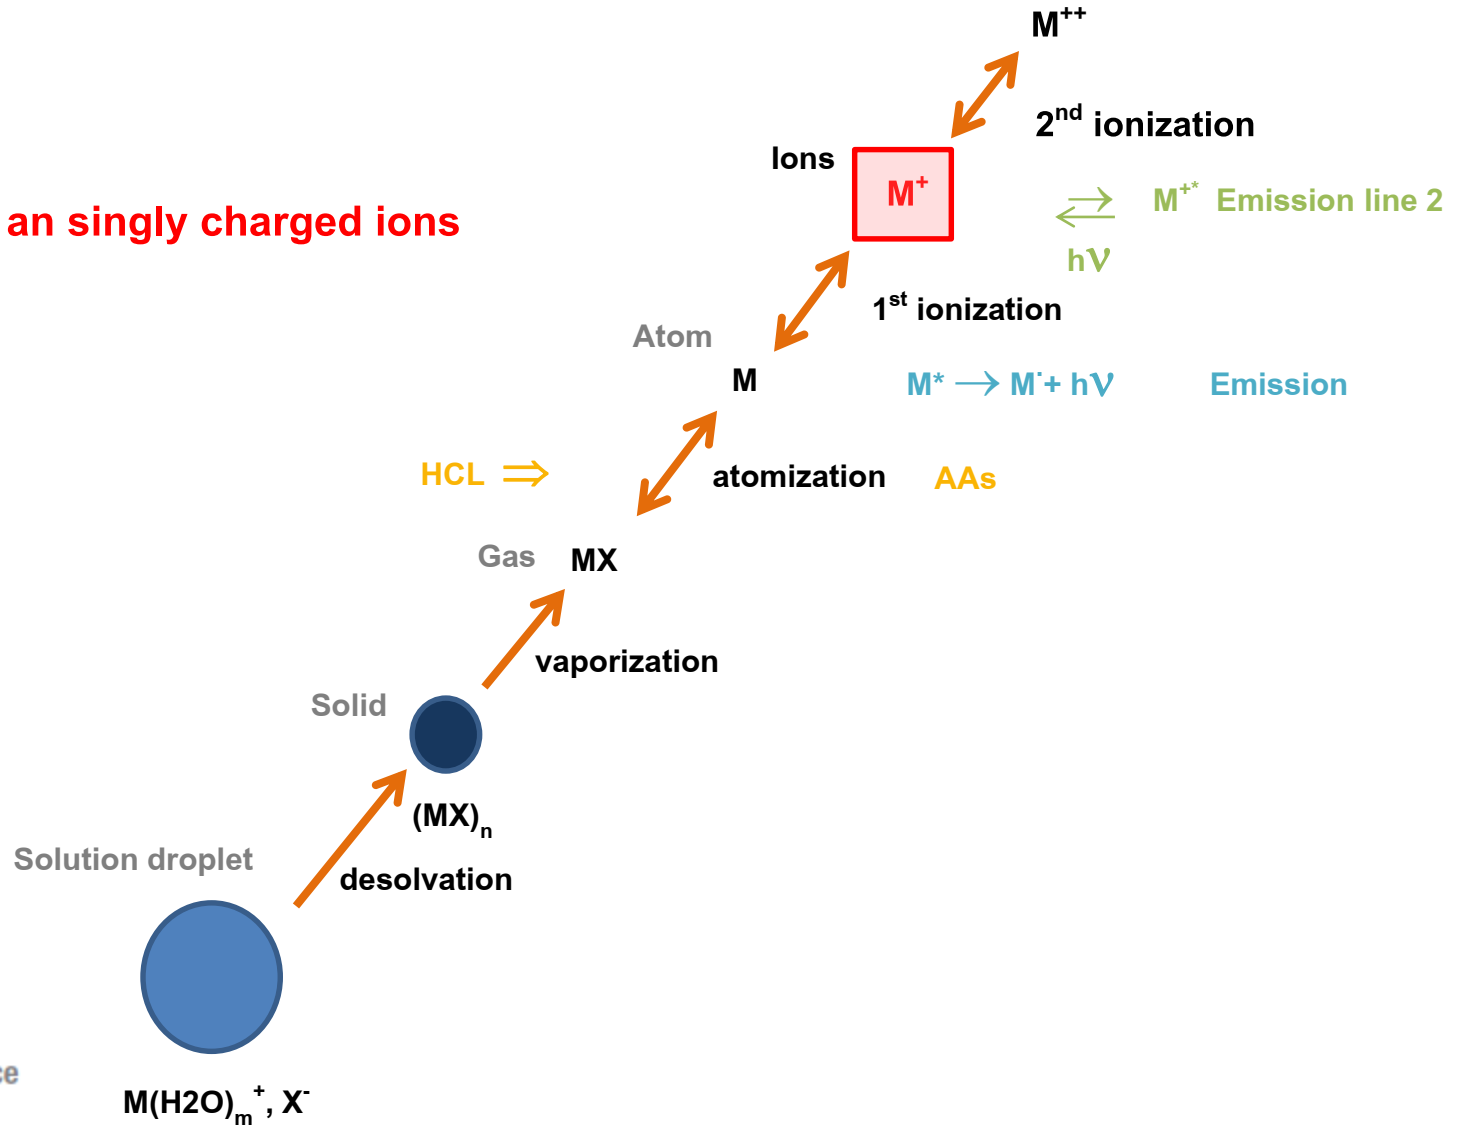 M++
2nd ionization
Ions
M+
M+* Emission line 2
an singly charged ions
hν
1st ionization
Atom
M
M* → M·+ hν Emission
HCL ⇒
atomization AAs
Gas MX
vaporization
Solid
(MX)n
Solution droplet
desolvation
ce
M(H2O)m+, X-